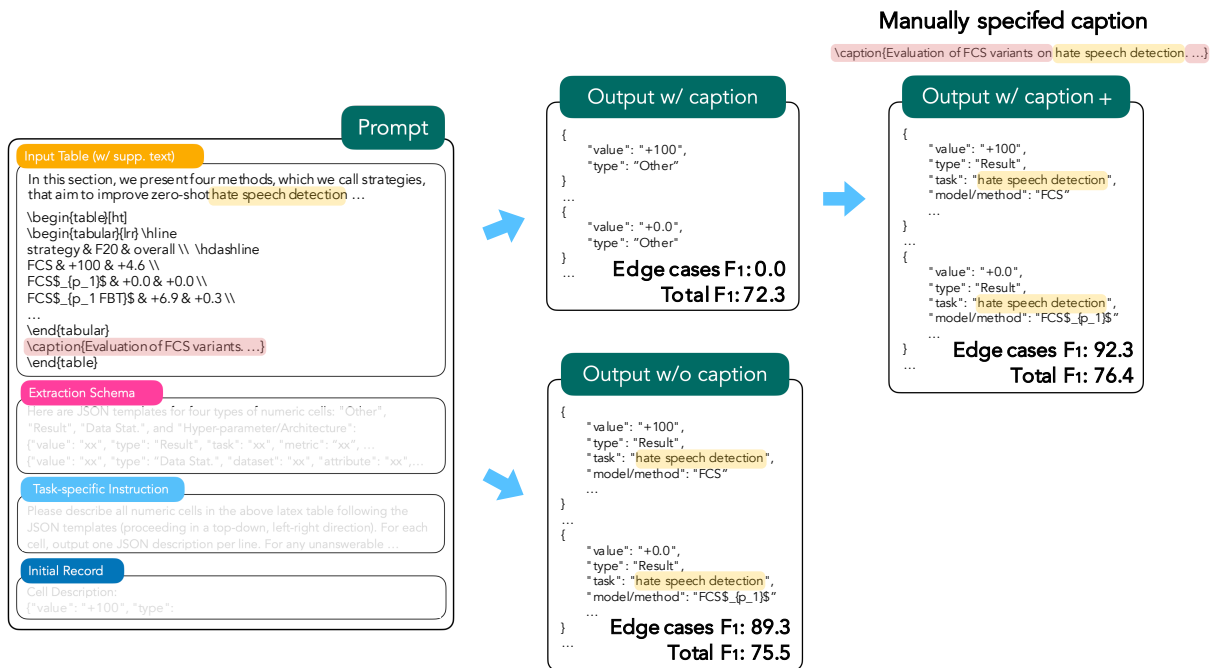 Prompt
Input Table (w/ supp. text)
In this section, we present four methods, which we call strategies,
that aim to improve zero-shot hate speech detection …
\begin{table}[ht]
\begin{tabular}{lrr} \hline
strategy & F20 & overall \\ \hdashline
FCS & +100 & +4.6 \\
FCS$_{p_1}$ & +0.0 & +0.0 \\
FCS$_{p_1 FBT}$ & +6.9 & +0.3 \\
…
\end{tabular}
\caption{Evaluation of FCS variants. …}
\end{table}
Extraction Schema
Here are JSON templates for four types of numeric cells: "Other",
"Result", "Data Stat.", and "Hyper-parameter/Architecture":
{"value": "xx", "type": "Result", "task": "xx", "metric": "xx", …
{"value": "xx", "type": "Data Stat.", "dataset": "xx", "attribute": "xx",…
Task-specific Instruction
Please describe all numeric cells in the above latex table following the
JSON templates (proceeding in a top-down, left-right direction). For each
cell, output one JSON description per line. For any unanswerable …
Initial Record
Cell Description:
{"value": "+100", "type":
Output w/ caption
{
"value": "+100",
"type": "Other"
}
…
{
"value": "+0.0",
"type": "Other"
}
…
Edge cases F1: 0.0
Total F1: 72.3
Output w/o caption
{
"value": "+100",
"type": "Result",
"task": "hate speech detection",
"model/method": "FCS"
…
}
…
{
"value": "+0.0",
"type": "Result",
"task": "hate speech detection",
"model/method": "FCS$_{p_1}$"
…
}
…
Edge cases F1: 89.3
Total F1: 75.5
Manually specifed caption
\caption{Evaluation of FCS variants on hate speech detection. …}
Output w/ caption +
{
"value": "+100",
"type": "Result",
"task": "hate speech detection",
"model/method": "FCS"
…
}
…
{
"value": "+0.0",
"type": "Result",
"task": "hate speech detection",
"model/method": "FCS$_{p_1}$"
…
}
…
Edge cases F1: 92.3
Total F1: 76.4